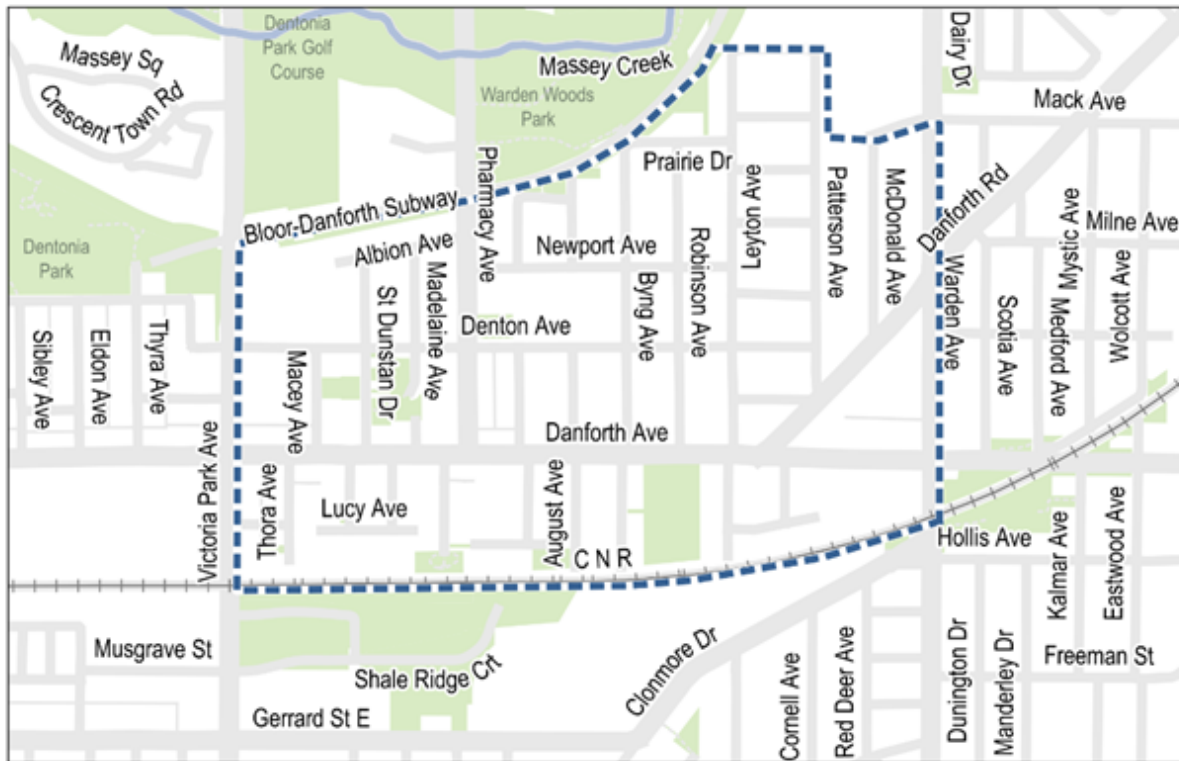 Dentonia
Park Golf
Course
Massey Sq
Crescent Town Rd
Massey Creek
Warden Woods
Park
Dairy Dr
Mack Ave
Prairie Dr
Pharmacy Ave
Bloor-Danforth Subway
Leyton Ave
Patterson Ave
McDonald Ave
Danforth Rd
Mystic Ave
Milne Ave
Dentonia
Park
Albion Ave
Newport Ave
Robinson Ave
Byng Ave
Warden Ave
Wolcott Ave
Scotia Ave
Medford Ave
Madelaine Ave
St Dunstan Dr
Denton Ave
Sibley Ave
Eldon Ave
Thyra Ave
Macey Ave
Danforth Ave
Victoria Park Ave
Thora Ave
Lucy Ave
August Ave
C N R
Hollis Ave
Kalmar Ave
Eastwood Ave
Musgrave St
Shale Ridge Crt
Clonmore Dr
Gerrard St E
Cornell Ave
Red Deer Ave
Dunington Dr
Manderley Dr
Freeman St